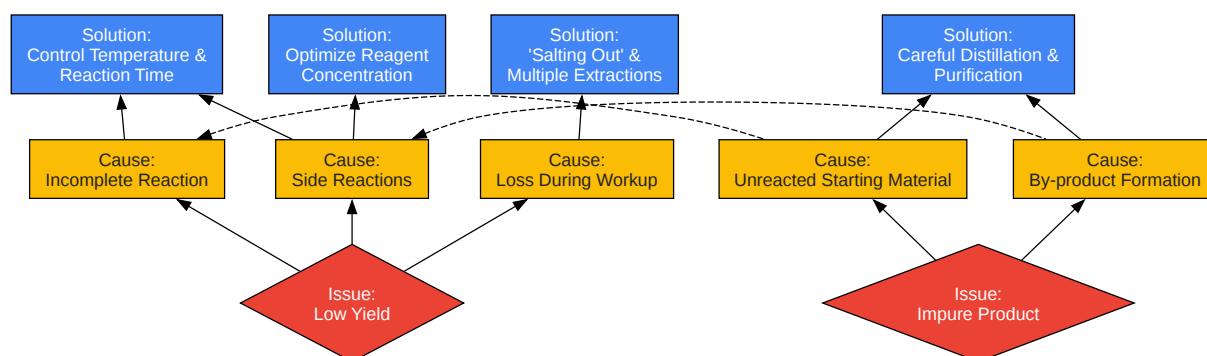 Solution:
Control Temperature &
Reaction Time
Solution:
Optimize Reagent
Concentration
Solution:
'Salting Out' &
Multiple Extractions
Solution:
Careful Distillation &
Purification
Cause:
Incomplete Reaction
Cause:
Side Reactions
Cause:
Loss During Workup
Cause:
Unreacted Starting Material
Cause:
By-product Formation
Issue:
Low Yield
Issue:
Impure Product